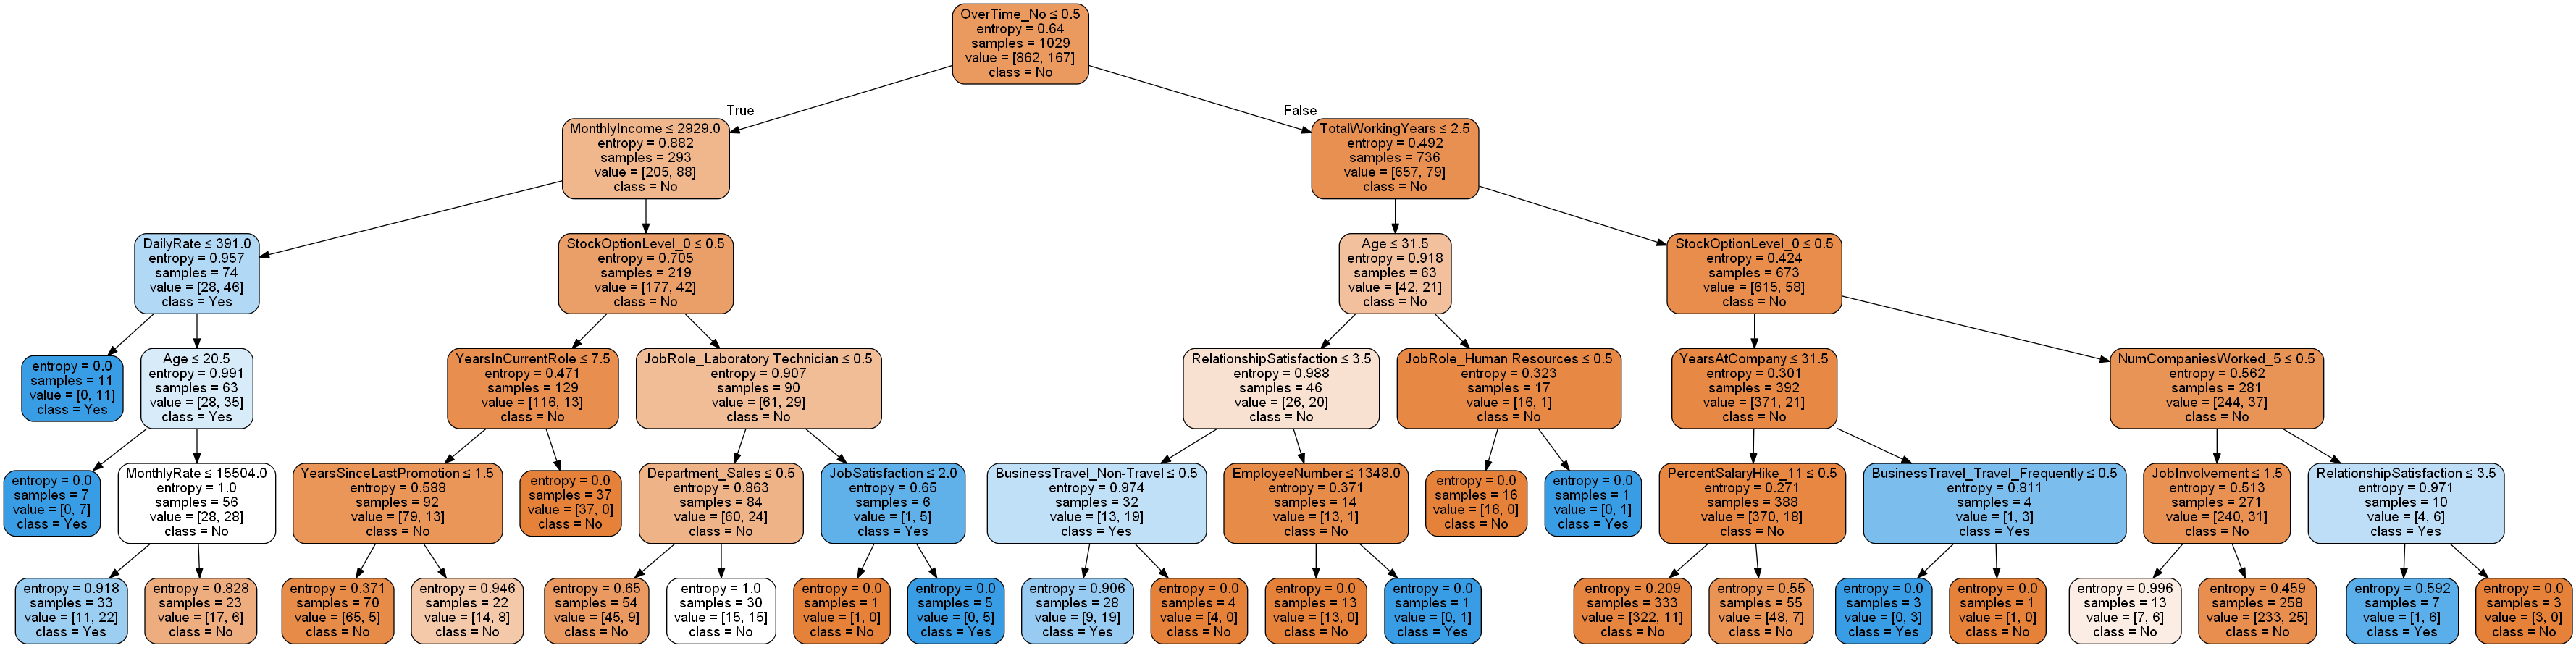 OverTime_No ≤ 0.5
entropy = 0.64
samples = 1029
value = [862, 167]
class = No
True
False
MonthlyIncome ≤ 2929.0
entropy = 0.882
samples = 293
value = [205, 88]
class = No
TotalWorkingYears ≤ 2.5
entropy = 0.492
samples = 736
value = [657, 79]
class = No
DailyRate ≤ 391.0
entropy = 0.957
samples = 74
value = [28, 46]
class = Yes
StockOptionLevel_0 ≤ 0.5
entropy = 0.705
samples = 219
value = [177, 42]
class = No
Age ≤ 31.5
entropy = 0.918
samples = 63
value = [42, 21]
class = No
StockOptionLevel_0 ≤ 0.5
entropy = 0.424
samples = 673
value = [615, 58]
class = No
entropy = 0.0
samples = 11
value = [0, 11]
class = Yes
Age ≤ 20.5
entropy = 0.991
samples = 63
value = [28, 35]
class = Yes
YearsInCurrentRole ≤ 7.5
entropy = 0.471
samples = 129
value = [116, 13]
class = No
JobRole_Laboratory Technician ≤ 0.5
entropy = 0.907
samples = 90
value = [61, 29]
class = No
RelationshipSatisfaction ≤ 3.5
entropy = 0.988
samples = 46
value = [26, 20]
class = No
JobRole_Human Resources ≤ 0.5
entropy = 0.323
samples = 17
value = [16, 1]
class = No
YearsAtCompany ≤ 31.5
entropy = 0.301
samples = 392
value = [371, 21]
class = No
NumCompaniesWorked_5 ≤ 0.5
entropy = 0.562
samples = 281
value = [244, 37]
class = No
entropy = 0.0
samples = 7
value = [0, 7]
class = Yes
MonthlyRate ≤ 15504.0
entropy = 1.0
samples = 56
value = [28, 28]
class = No
YearsSinceLastPromotion ≤ 1.5
entropy = 0.588
samples = 92
value = [79, 13]
class = No
entropy = 0.0
samples = 37
value = [37, 0]
class = No
Department_Sales ≤ 0.5
entropy = 0.863
samples = 84
value = [60, 24]
class = No
JobSatisfaction ≤ 2.0
entropy = 0.65
samples = 6
value = [1, 5]
class = Yes
BusinessTravel_Non-Travel ≤ 0.5
entropy = 0.974
samples = 32
value = [13, 19]
class = Yes
EmployeeNumber ≤ 1348.0
entropy = 0.371
samples = 14
value = [13, 1]
class = No
entropy = 0.0
samples = 16
value = [16, 0]
class = No
entropy = 0.0
samples = 1
value = [0, 1]
class = Yes
PercentSalaryHike_11 ≤ 0.5
entropy = 0.271
samples = 388
value = [370, 18]
class = No
BusinessTravel_Travel_Frequently ≤ 0.5
entropy = 0.811
samples = 4
value = [1, 3]
class = Yes
JobInvolvement ≤ 1.5
entropy = 0.513
samples = 271
value = [240, 31]
class = No
RelationshipSatisfaction ≤ 3.5
entropy = 0.971
samples = 10
value = [4, 6]
class = Yes
entropy = 0.918
samples = 33
value = [11, 22]
class = Yes
entropy = 0.828
samples = 23
value = [17, 6]
class = No
entropy = 0.371
samples = 70
value = [65, 5]
class = No
entropy = 0.946
samples = 22
value = [14, 8]
class = No
entropy = 0.65
samples = 54
value = [45, 9]
class = No
entropy = 1.0
samples = 30
value = [15, 15]
class = No
entropy = 0.0
samples = 1
value = [1, 0]
class = No
entropy = 0.0
samples = 5
value = [0, 5]
class = Yes
entropy = 0.906
samples = 28
value = [9, 19]
class = Yes
entropy = 0.0
samples = 4
value = [4, 0]
class = No
entropy = 0.0
samples = 13
value = [13, 0]
class = No
entropy = 0.0
samples = 1
value = [0, 1]
class = Yes
entropy = 0.209
samples = 333
value = [322, 11]
class = No
entropy = 0.55
samples = 55
value = [48, 7]
class = No
entropy = 0.0
samples = 3
value = [0, 3]
class = Yes
entropy = 0.0
samples = 1
value = [1, 0]
class = No
entropy = 0.996
samples = 13
value = [7, 6]
class = No
entropy = 0.459
samples = 258
value = [233, 25]
class = No
entropy = 0.592
samples = 7
value = [1, 6]
class = Yes
entropy = 0.0
samples = 3
value = [3, 0]
class = No